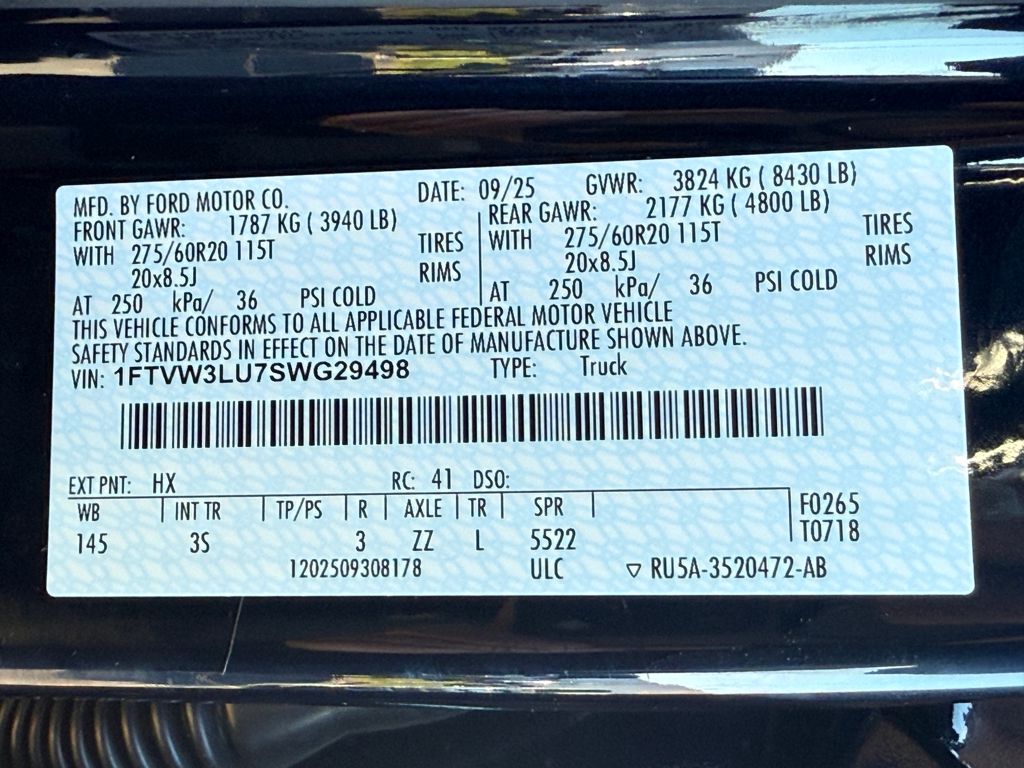 MFD. BY FORD MOTOR CO. DATE: 09/25 GVWR: 3824 KG ( 8430 LB)
FRONT GAWR: 1787 KG ( 3940 LB) REAR GAWR: 2177 KG ( 4800 LB)
WITH 275/60R20 115T TIRES WITH 275/60R20 115T TIRES
20x8.5J RIMS 20x8.5J RIMS
AT 250 kPa/ 36 PSI COLD AT 250 kPa/ 36 PSI COLD
THIS VEHICLE CONFORMS TO ALL APPLICABLE FEDERAL MOTOR VEHICLE
SAFETY STANDARDS IN EFFECT ON THE DATE OF MANUFACTURE SHOWN ABOVE.
VIN: 1FTVW3LU7SWG29498 TYPE: Truck
EXT PNT: HX RC: 41 DSO:
WB INT TR TP/PS R AXLE TR SPR F0265
145 3S 3 ZZ L 5522 T0718
1202509308178 ULC ▽ RU5A-3520472-AB